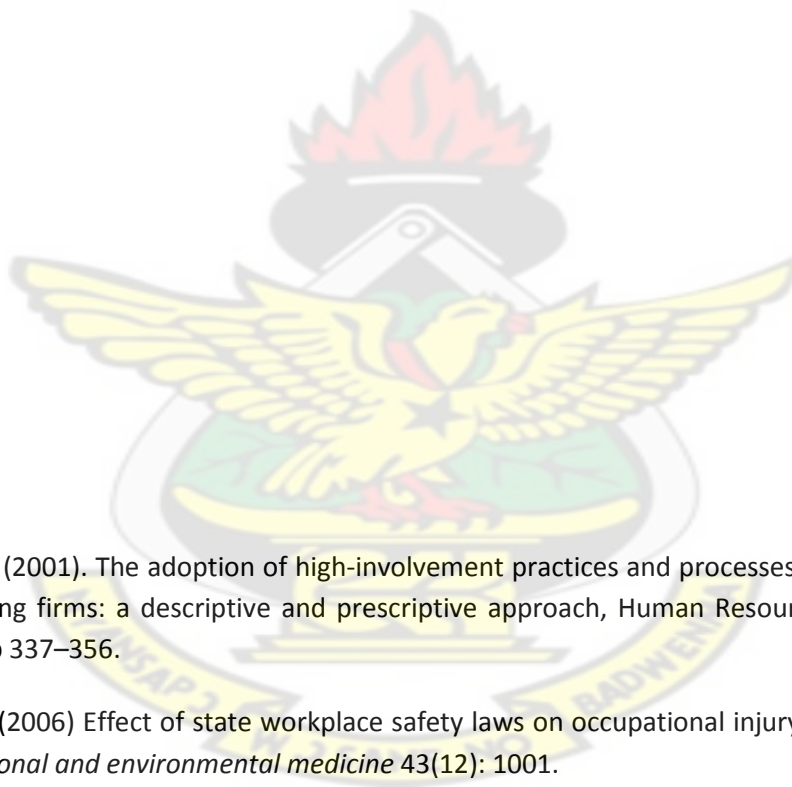 (2001). The adoption of high-involvement practices and processes
ng firms: a descriptive and prescriptive approach, Human Resour
337–356.
(2006) Effect of state workplace safety laws on occupational injury
onal and environmental medicine 43(12): 1001.
BADWENMA